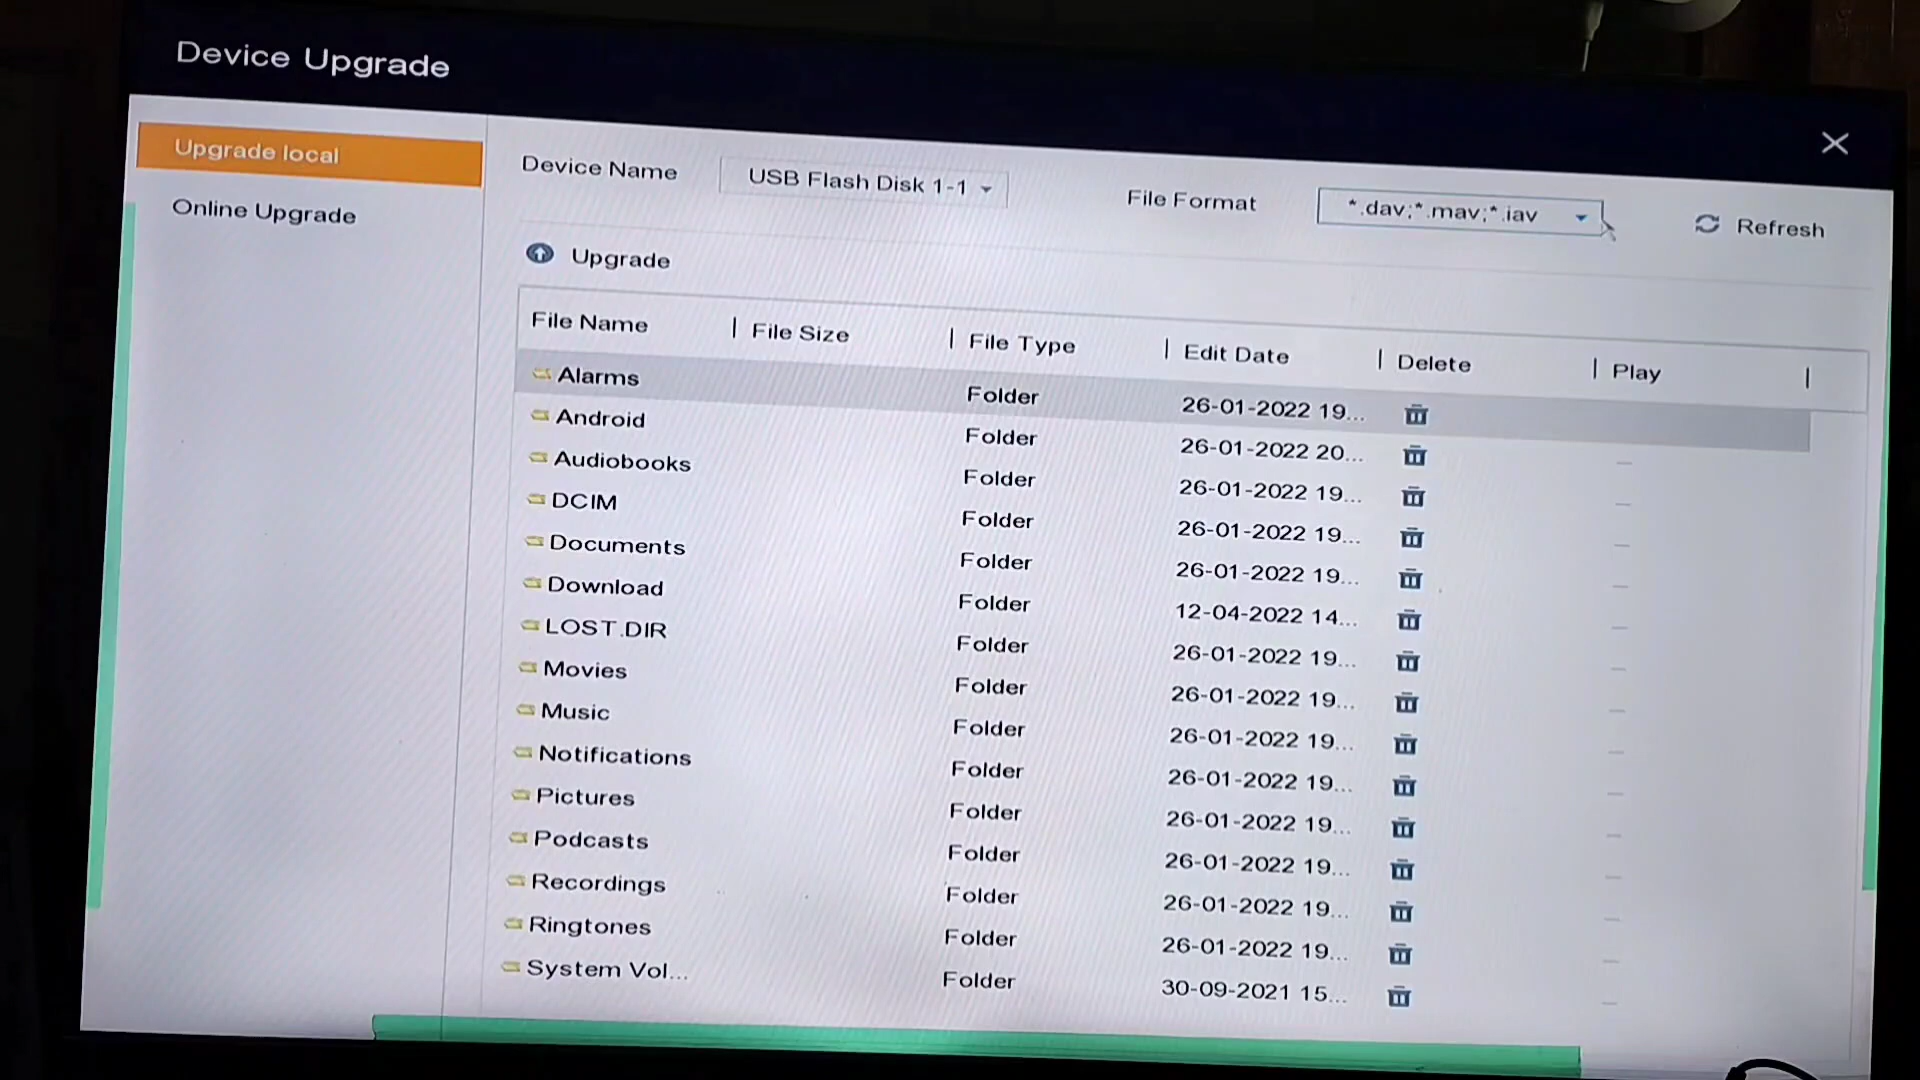 Device Upgrade
Upgrade local
Online Upgrade
Device Name USB Flash Disk 1-1 File Format *.dav;*.mav;*.iav Refresh
Upgrade
File Name | File Size | File Type | Edit Date | Delete | Play |
Alarms Folder 26-01-2022 19...
Android Folder 26-01-2022 20...
Audiobooks Folder 26-01-2022 19...
DCIM Folder 26-01-2022 19...
Documents Folder 26-01-2022 19...
Download Folder 12-04-2022 14...
LOST.DIR Folder 26-01-2022 19...
Movies Folder 26-01-2022 19...
Music Folder 26-01-2022 19...
Notifications Folder 26-01-2022 19...
Pictures Folder 26-01-2022 19...
Podcasts Folder 26-01-2022 19...
Recordings Folder 26-01-2022 19...
Ringtones Folder 26-01-2022 19...
System Vol... Folder 30-09-2021 15...